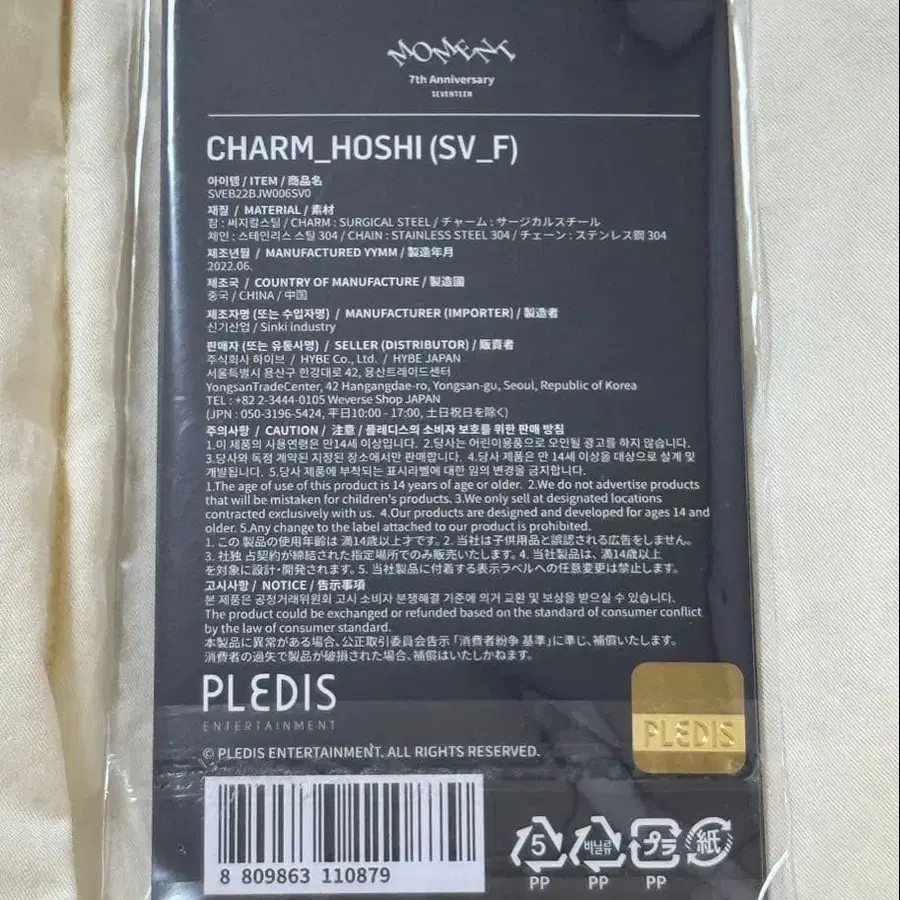 MOMENT
7th Anniversary
SEVENTEEN
CHARM_HOSHI (SV_F)
아이템 / ITEM / 商品名
SVEB22BJW006SV0
재질 / MATERIAL / 素材
참 : 써지컬스틸 / CHARM : SURGICAL STEEL / チャーム : サージカルスチール
체인 : 스테인리스 스틸 304 / CHAIN : STAINLESS STEEL 304 / チェーン : ステンレス鋼 304
제조년월 / MANUFACTURED YYMM / 製造年月
2022.06.
제조국 / COUNTRY OF MANUFACTURE / 製造國
중국 / CHINA / 中国
제조자명 (또는 수입자명) / MANUFACTURER (IMPORTER) / 製造者
신기산업 / Sinki industry
판매자 (또는 유통사명) / SELLER (DISTRIBUTOR) / 販賣者
주식회사 하이브 / HYBE Co., Ltd. / HYBE JAPAN
서울특별시 용산구 한강대로 42, 용산트레이드센터
YongsanTradeCenter, 42 Hangangdae-ro, Yongsan-gu, Seoul, Republic of Korea
TEL : +82 2-3444-0105 Weverse Shop JAPAN
(JPN : 050-3196-5424, 平日10:00 - 17:00, 土日祝日を除く)
주의사항 / CAUTION / 注意 / 플레디스의 소비자 보호를 위한 판매 방침
1.이 제품의 사용연령은 만14세 이상입니다. 2.당사는 어린이용품으로 오인될 광고를 하지 않습니다.
3.당사와 독점 계약된 지정된 장소에서만 판매합니다. 4.당사 제품은 만 14세 이상을 대상으로 설계 및
개발됩니다. 5.당사 제품에 부착되는 표시라벨에 대한 임의 변경을 금지합니다.
1.The age of use of this product is 14 years of age or older. 2.We do not advertise products
that will be mistaken for children's products. 3.We only sell at designated locations
contracted exclusively with us. 4.Our products are designed and developed for ages 14 and
older. 5.Any change to the label attached to our product is prohibited.
1. この 製品の使用年齢は 満14歳以上才です。 2. 当社は子供用品と誤認される広告をしません。
3. 社独 占契約が締結された指定場所でのみ販売いたします。 4. 当社製品は、満14歳以上
を対象に設計・開発されます。 5. 当社製品に付着する表示ラベルへの任意変更は禁止します。
고시사항 / NOTICE / 告示事項
본 제품은 공정거래위원회 고시 소비자 분쟁해결 기준에 의거 교환 및 보상을 받으실 수 있습니다.
The product could be exchanged or refunded based on the standard of consumer conflict
by the law of consumer standard.
本製品に異常がある場合、公正取引委員会告示「消費者紛争 基準」に準じ、補償いたします。
消費者の過失で製品が破損された場合、補償はいたしかねます。
PLEDIS
ENTERTAINMENT
PLEDIS
© PLEDIS ENTERTAINMENT. ALL RIGHTS RESERVED.
8 809863 110879
5 비닐류 プラ 紙
PP PP PP